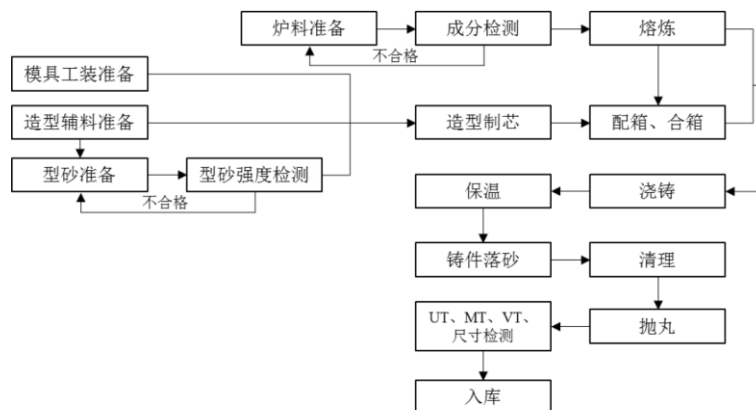 炉料准备
成分检测
熔炼
不合格
模具工装准备
造型辅料准备
造型制芯
配箱、合箱
型砂准备
型砂强度检测
不合格
保温
浇铸
铸件落砂
清理
UT、MT、VT、
尺寸检测
抛丸
入库